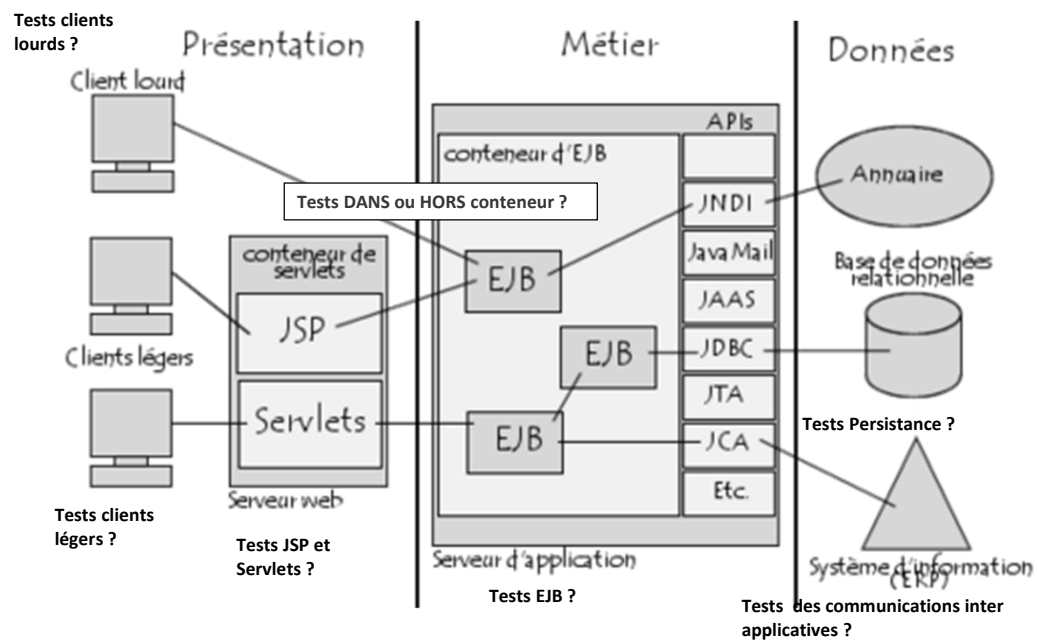 Tests clients
lourds ?
Présentation
Métier
Données
Client lourd
APIs
conteneur d'EJB
Annuaire
Tests DANS ou HORS conteneur ?
JNDI
conteneur de
servlets
JavaMail
Base de données
relationnelle
EJB
JAAS
JSP
Clients légers
EJB
JDBC
JTA
Servlets
EJB
Tests Persistance ?
JCA
Etc.
Serveur web
Tests clients
légers ?
Tests JSP et
Servlets ?
Serveur d'application
Système d'information
(ERP)
Tests EJB ?
Tests des communications inter
applicatives ?